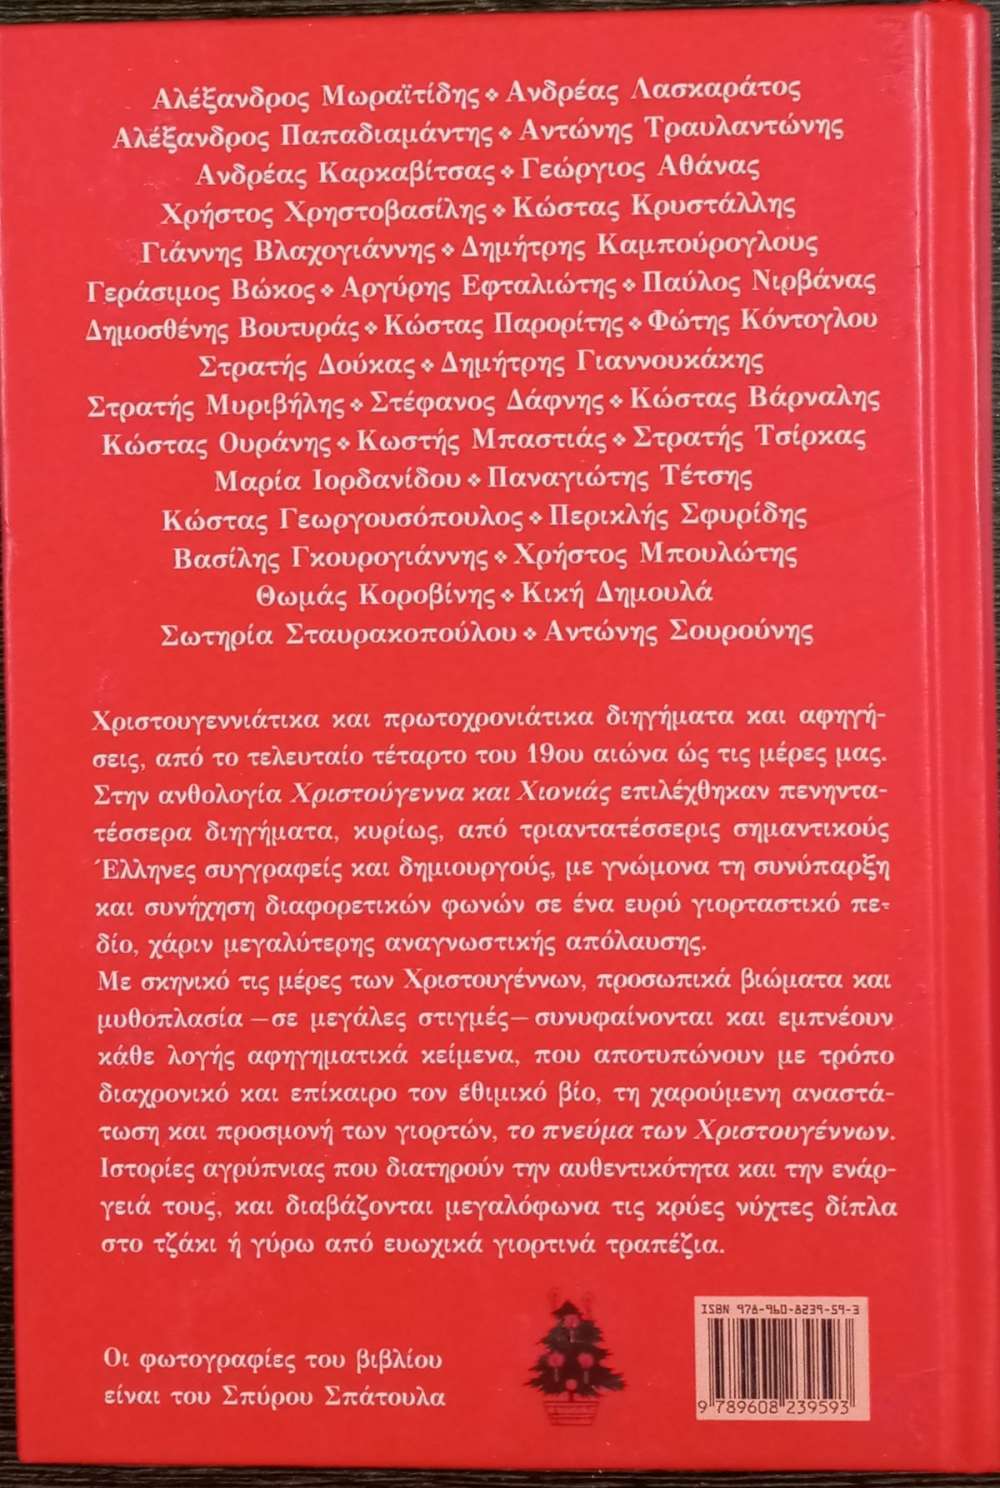 Αλέξανδρος Μωραϊτίδης ❖ Ανδρέας Λασκαράτος
Αλέξανδρος Παπαδιαμάντης ❖ Αντώνης Τραυλαντώνης
Ανδρέας Καρκαβίτσας ❖ Γεώργιος Αθάνας
Χρήστος Χρηστοβασίλης ❖ Κώστας Κρυστάλλης
Γιάννης Βλαχογιάννης ❖ Δημήτρης Καμπούρογλους
Γεράσιμος Βώκος ❖ Αργύρης Εφταλιώτης ❖ Παύλος Νιρβάνας
Δημοσθένης Βουτυράς ❖ Κώστας Παρορίτης ❖ Φώτης Κόντογλου
Στρατής Δούκας ❖ Δημήτρης Γιαννουκάκης
Στρατής Μυριβήλης ❖ Στέφανος Δάφνης ❖ Κώστας Βάρναλης
Κώστας Ουράνης ❖ Κωστής Μπαστιάς ❖ Στρατής Τσίρκας
Μαρία Ιορδανίδου ❖ Παναγιώτης Τέτσης
Κώστας Γεωργουσόπουλος ❖ Περικλής Σφυρίδης
Βασίλης Γκουρογιάννης ❖ Χρήστος Μπουλώτης
Θωμάς Κοροβίνης ❖ Κική Δημουλά
Σωτηρία Σταυρακοπούλου ❖ Αντώνης Σουρούνης
Χριστουγεννιάτικα και πρωτοχρονιάτικα διηγήματα και αφηγή-
σεις, από το τελευταίο τέταρτο του 19ου αιώνα ώς τις μέρες μας.
Στην ανθολογία Χριστούγεννα και Χιονιάς επιλέχθηκαν πενηντα-
τέσσερα διηγήματα, κυρίως, από τριαντατέσσερις σημαντικούς
Έλληνες συγγραφείς και δημιουργούς, με γνώμονα τη συνύπαρξη
και συνήχηση διαφορετικών φωνών σε ένα ευρύ γιορταστικό πε-
δίο, χάριν μεγαλύτερης αναγνωστικής απόλαυσης.
Με σκηνικό τις μέρες των Χριστουγέννων, προσωπικά βιώματα και
μυθοπλασία –σε μεγάλες στιγμές– συνυφαίνονται και εμπνέουν
κάθε λογής αφηγηματικά κείμενα, που αποτυπώνουν με τρόπο
διαχρονικό και επίκαιρο τον έθιμικό βίο, τη χαρούμενη αναστά-
τωση και προσμονή των γιορτών, το πνεύμα των Χριστουγέννων.
Ιστορίες αγρύπνιας που διατηρούν την αυθεντικότητα και την ενάρ-
γειά τους, και διαβάζονται μεγαλόφωνα τις κρύες νύχτες δίπλα
στο τζάκι ή γύρω από ευωχικά γιορτινά τραπέζια.
Οι φωτογραφίες του βιβλίου
είναι του Σπύρου Σπάτουλα
ISBN 978-960-8239-59-3
9 789608 239593